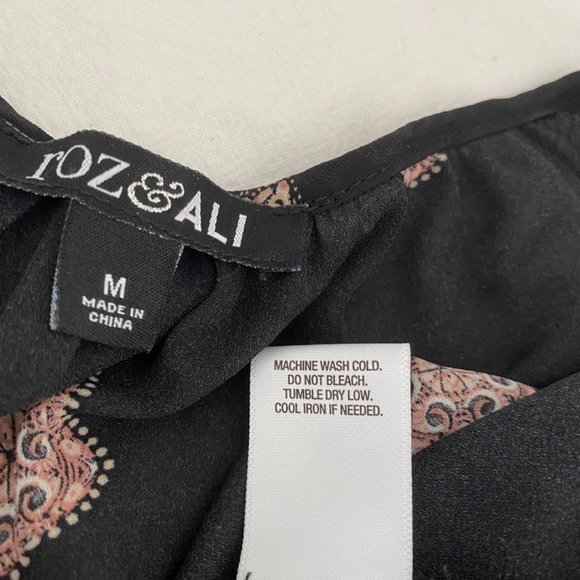 rOZ&ALI
M
MADE IN
CHINA
MACHINE WASH COLD.
DO NOT BLEACH.
TUMBLE DRY LOW.
COOL IRON IF NEEDED.